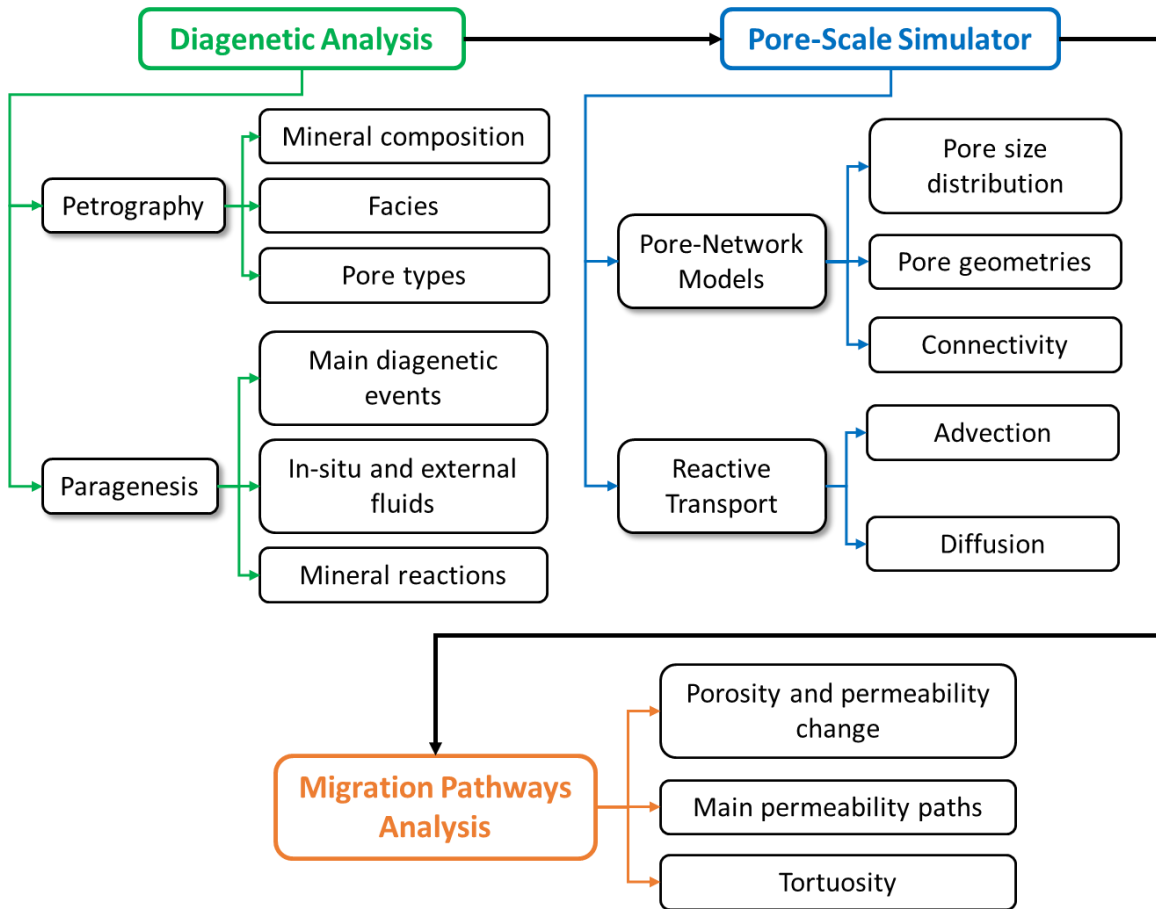 Diagenetic Analysis
Pore-Scale Simulator
Petrography
Mineral composition
Facies
Pore types
Paragenesis
Main diagenetic
events
In-situ and external
fluids
Mineral reactions
Pore-Network
Models
Pore size
distribution
Pore geometries
Connectivity
Reactive
Transport
Advection
Diffusion
Migration Pathways
Analysis
Porosity and permeability
change
Main permeability paths
Tortuosity